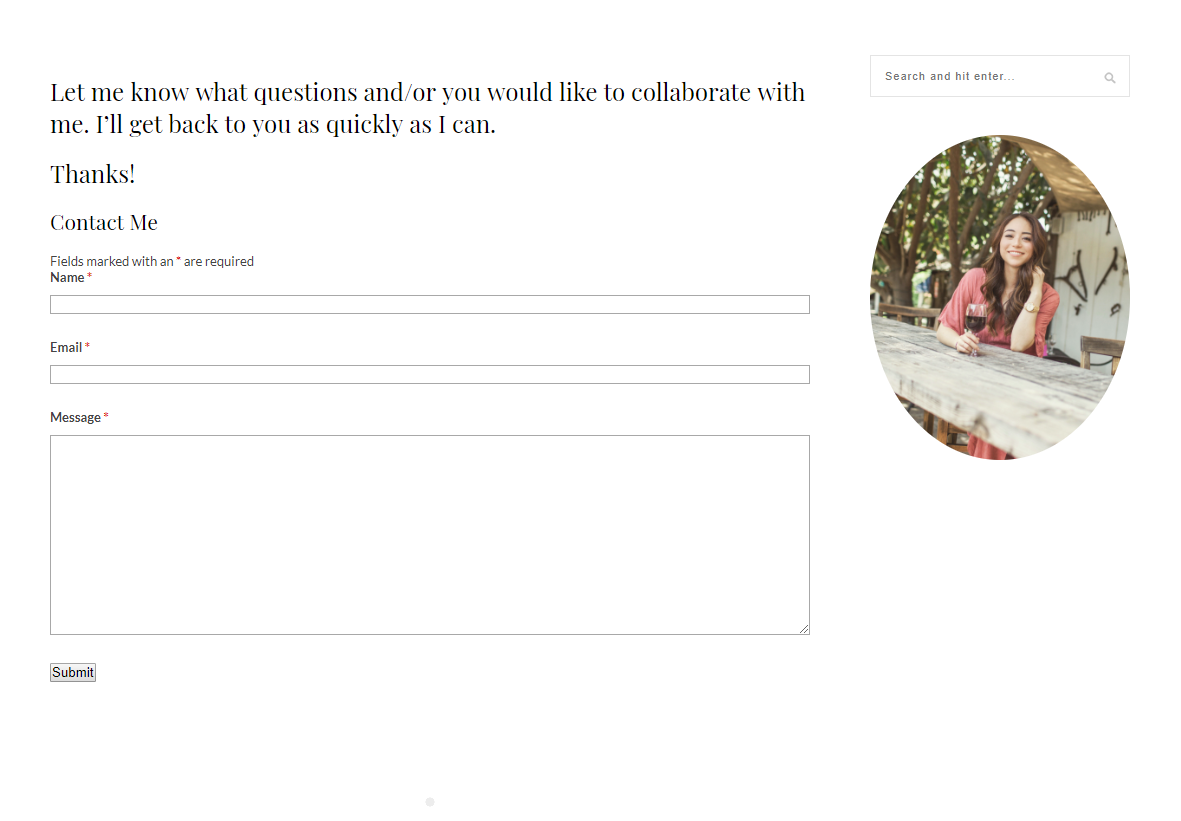 Let me know what questions and/or you would like to collaborate with
me. I’ll get back to you as quickly as I can.
Thanks!
Contact Me
Fields marked with an * are required
Name *
Email *
Message *
Submit
Search and hit enter...